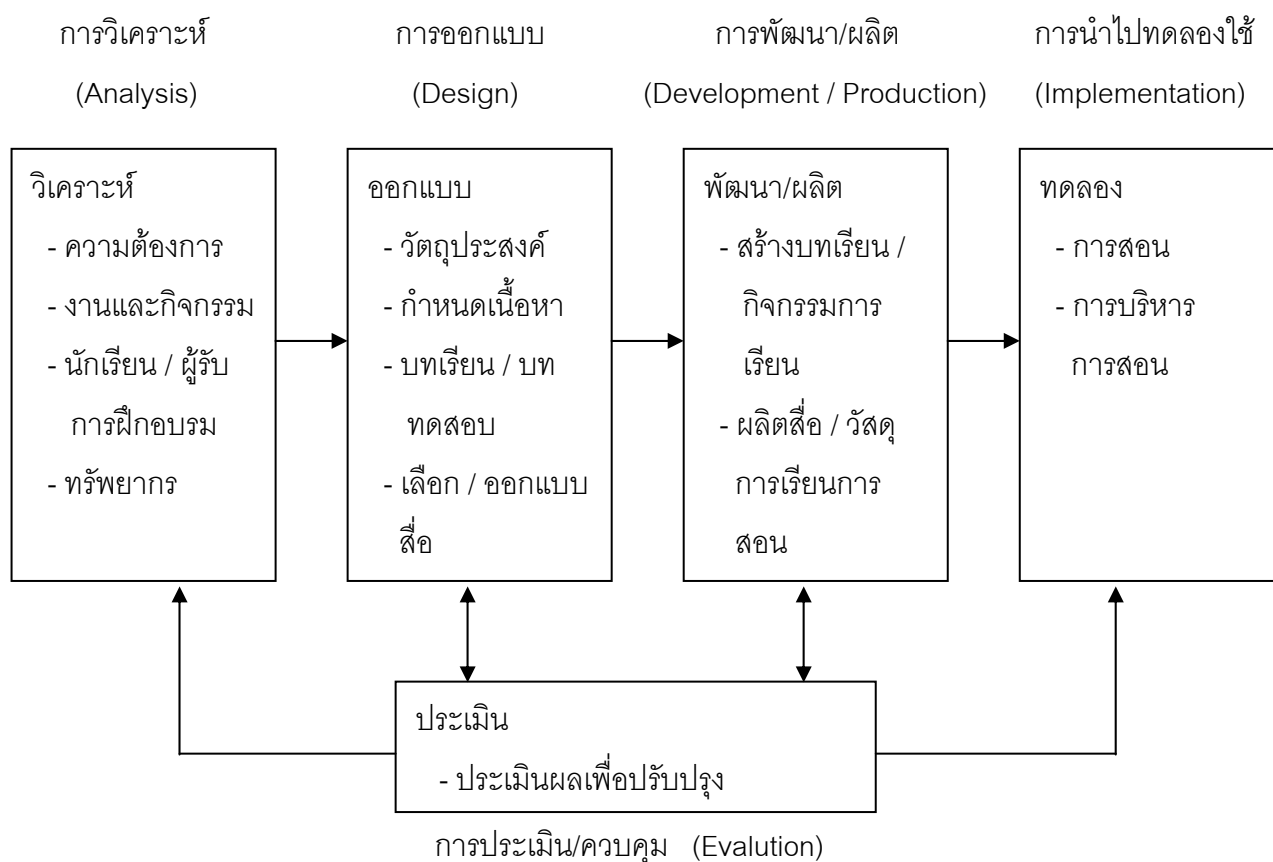 การวิเคราะห์
(Analysis)
การออกแบบ
(Design)
การพัฒนา/ผลิต
(Development / Production)
การนำไปทดลองใช้
(Implementation)
วิเคราะห์
- ความต้องการ
- งานและกิจกรรม
- นักเรียน / ผู้รับ
การฝึกอบรม
- ทรัพยากร
ออกแบบ
- วัตถุประสงค์
- กำหนดเนื้อหา
- บทเรียน / บท
ทดสอบ
- เลือก / ออกแบบ
สื่อ
พัฒนา/ผลิต
- สร้างบทเรียน /
กิจกรรมการ
เรียน
- ผลิตสื่อ / วัสดุ
การเรียนการ
สอน
ทดลอง
- การสอน
- การบริหาร
การสอน
ประเมิน
- ประเมินผลเพื่อปรับปรุง
การประเมิน/ควบคุม (Evalution)